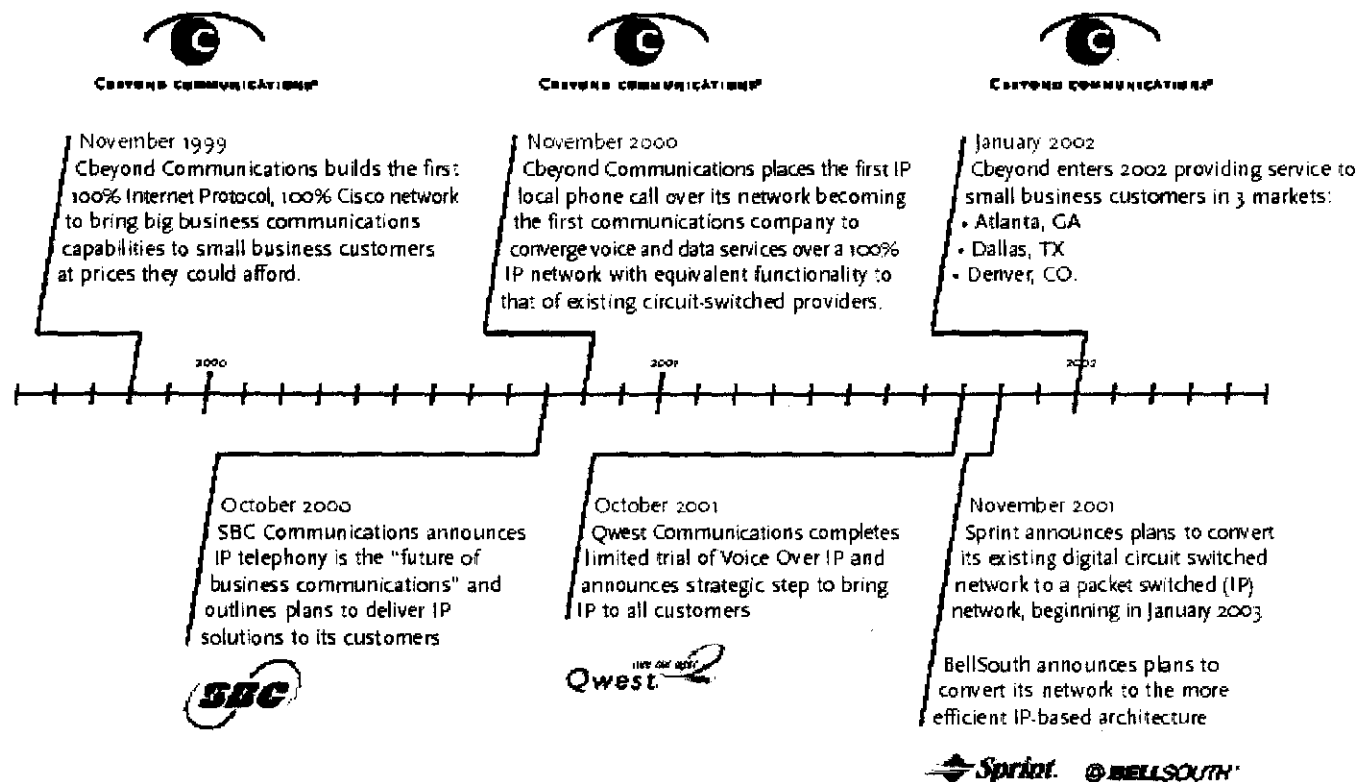 CBEYOND COMMUNICATIONS®
CBEYOND COMMUNICATIONS®
CBEYOND COMMUNICATIONS®
November 1999
Cbeyond Communications builds the first
100% Internet Protocol, 100% Cisco network
to bring big business communications
capabilities to small business customers
at prices they could afford.
November 2000
Cbeyond Communications places the first IP
local phone call over its network becoming
the first communications company to
converge voice and data services over a 100%
IP network with equivalent functionality to
that of existing circuit-switched providers.
January 2002
Cbeyond enters 2002 providing service to
small business customers in 3 markets:
• Atlanta, GA
• Dallas, TX
• Denver, CO.
2000
2001
2002
October 2000
SBC Communications announces
IP telephony is the "future of
business communications" and
outlines plans to deliver IP
solutions to its customers
SBC
October 2001
Qwest Communications completes
limited trial of Voice Over IP and
announces strategic step to bring
IP to all customers
Qwest.
November 2001
Sprint announces plans to convert
its existing digital circuit switched
network to a packet switched (IP)
network, beginning in January 2003
BellSouth announces plans to
convert its network to the more
efficient IP-based architecture
Sprint.
BELLSOUTH